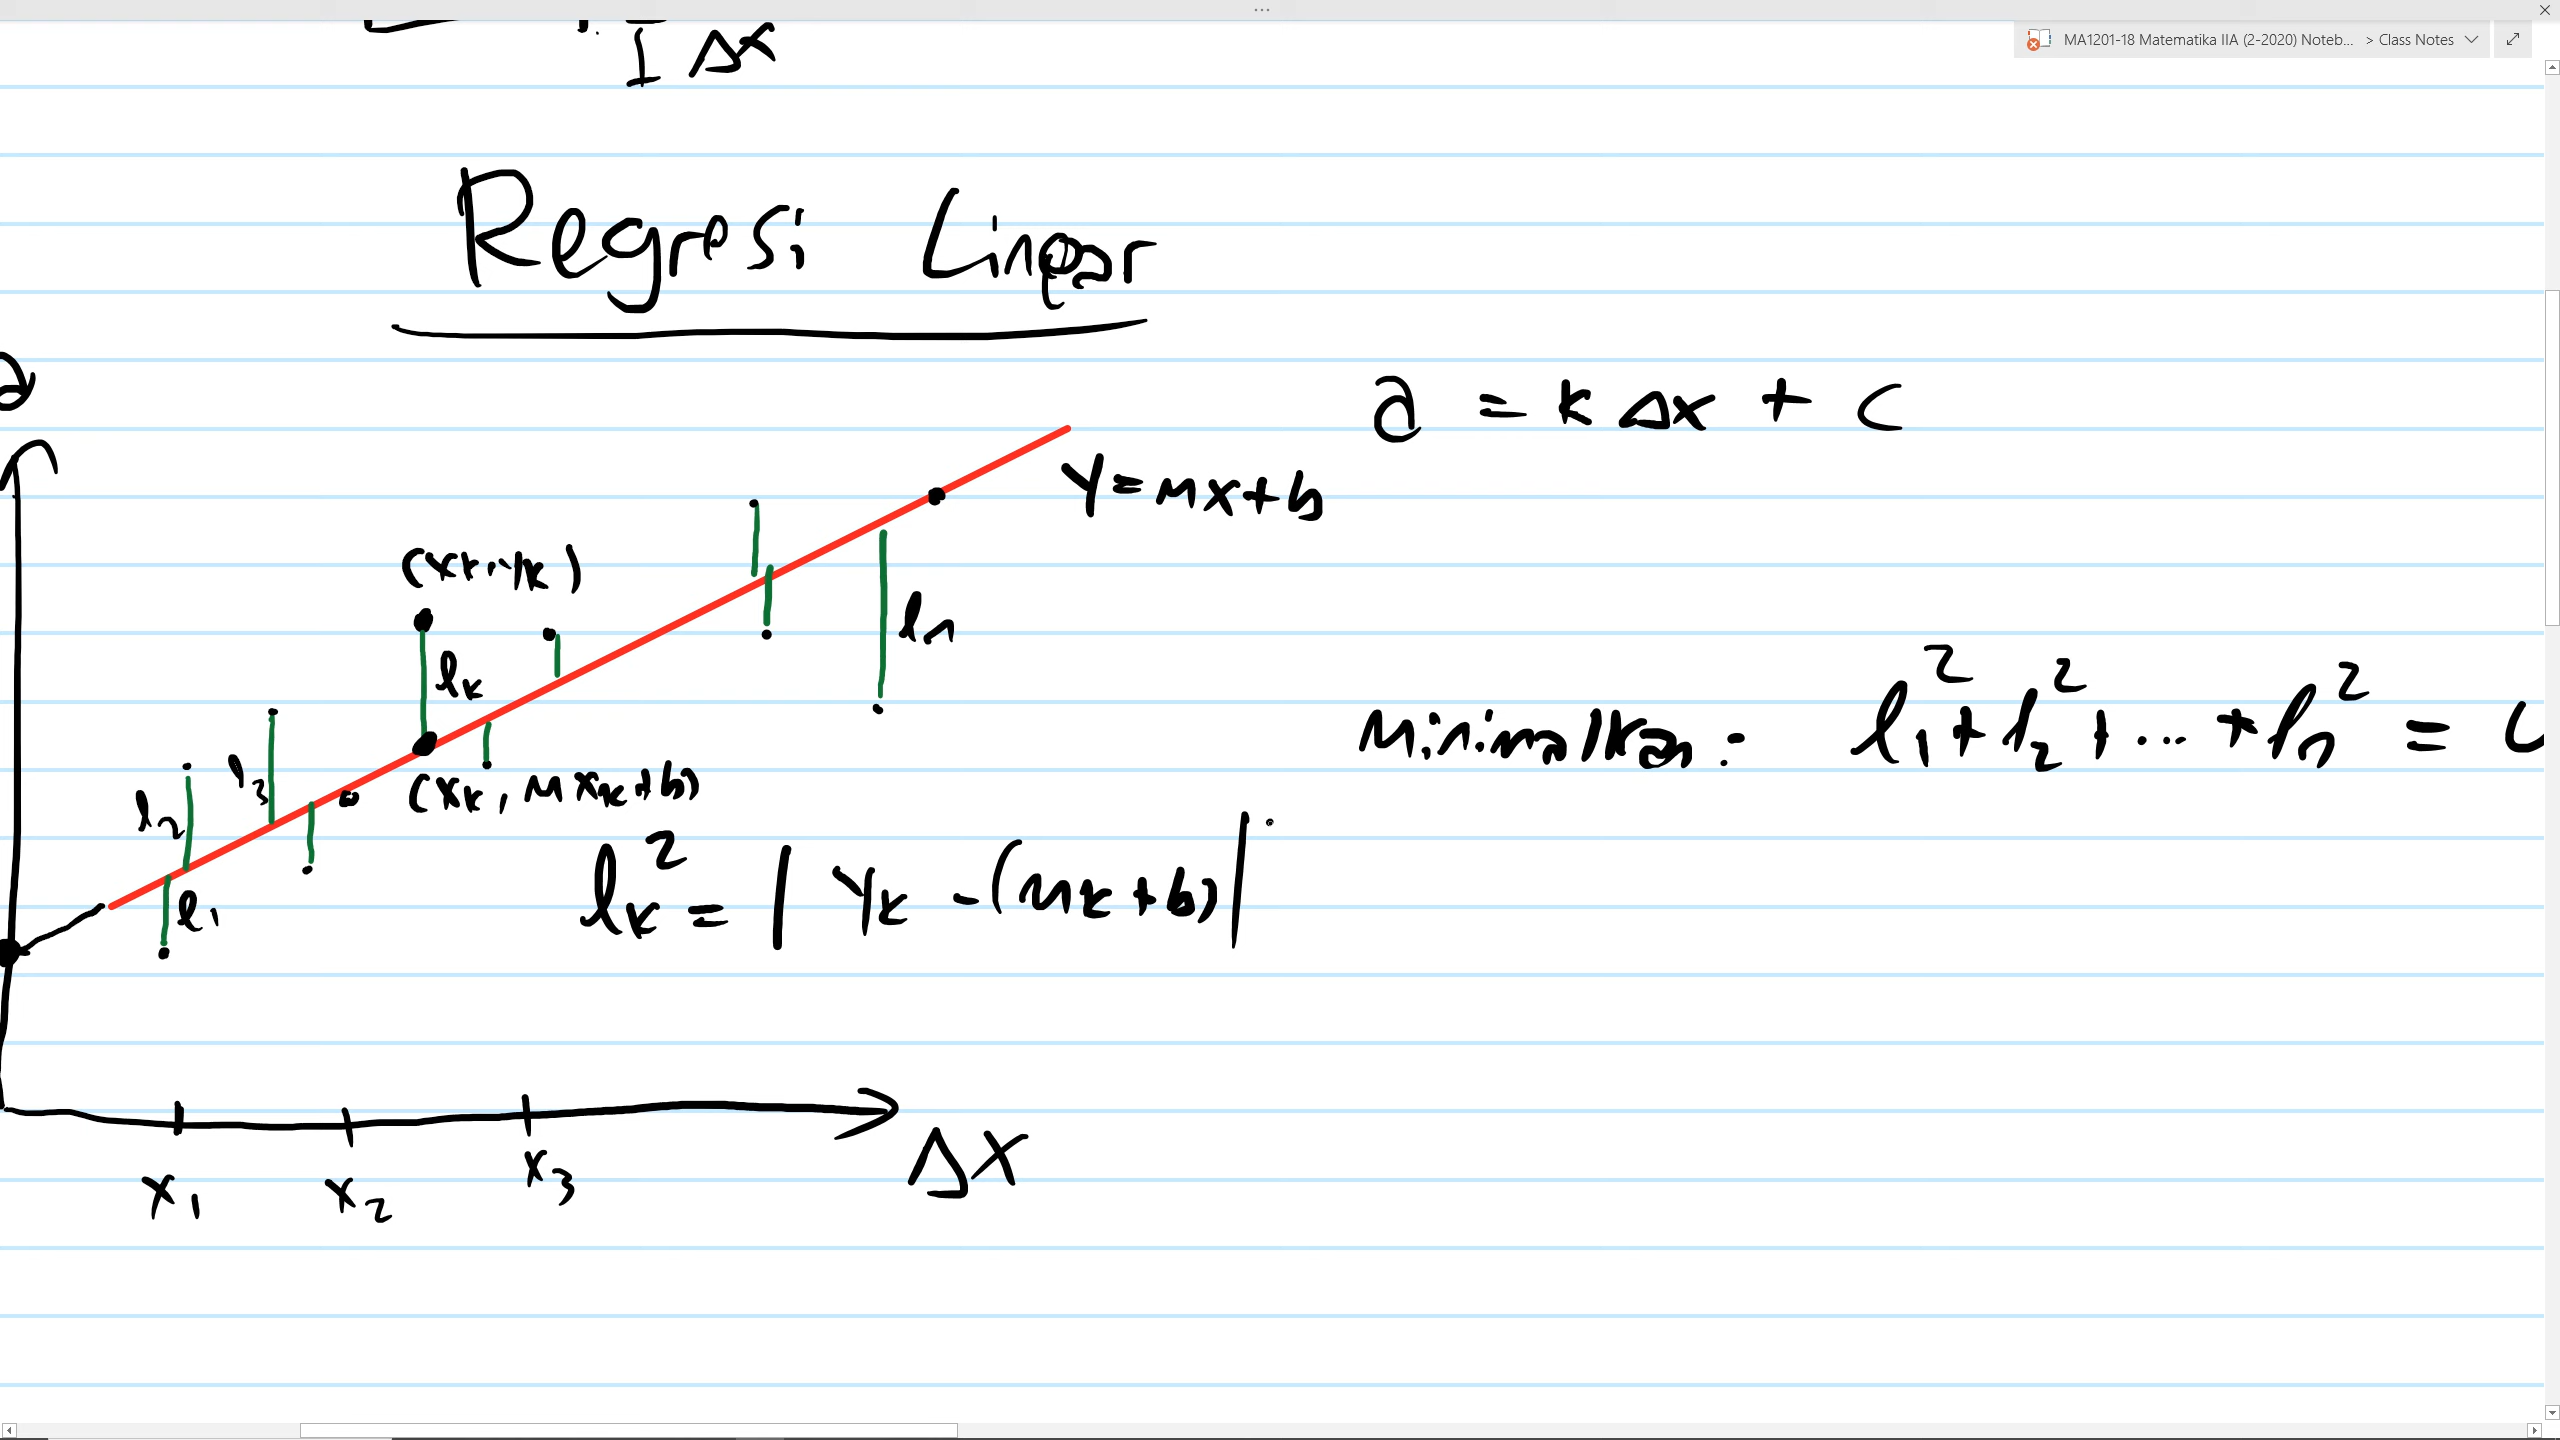 MA1201-18 Matematika IIA (2-2020) Noteb... > Class Notes
I Δx
Regresi Linear
a = k Δx + c
y=mx+b
(xk, yk)
lk
ln
l2
l3
l1
(xk, mxk+b)
Minimalkan : l1² + l2² + ... + ln² =
lk² = | yk - (mk + b) |
x1 x2 x3
Δx